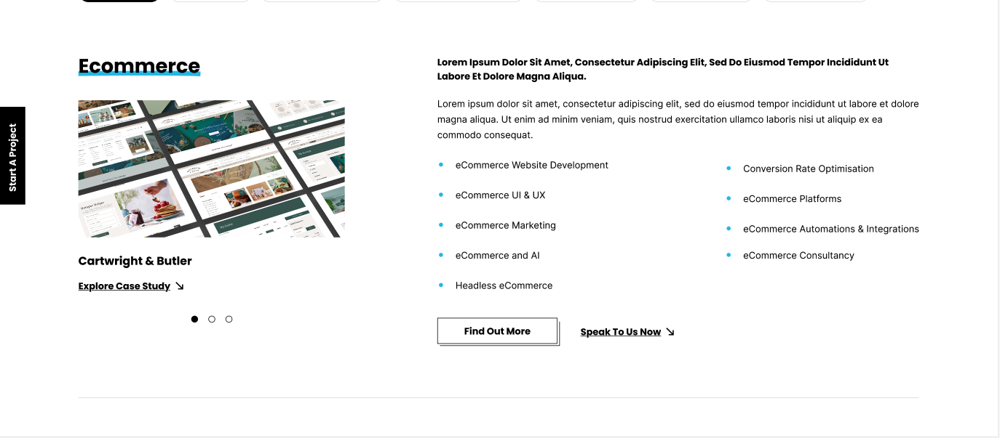 Ecommerce
Start A Project
Cartwright & Butler
Explore Case Study
Lorem Ipsum Dolor Sit Amet, Consectetur Adipiscing Elit, Sed Do Eiusmod Tempor Incididunt Ut
Labore Et Dolore Magna Aliqua.
Lorem ipsum dolor sit amet, consectetur adipiscing elit, sed do eiusmod tempor incididunt ut labore et dolore
magna aliqua. Ut enim ad minim veniam, quis nostrud exercitation ullamco laboris nisi ut aliquip ex ea
commodo consequat.
eCommerce Website Development
eCommerce UI & UX
eCommerce Marketing
eCommerce and AI
Headless eCommerce
Conversion Rate Optimisation
eCommerce Platforms
eCommerce Automations & Integrations
eCommerce Consultancy
Find Out More
Speak To Us Now